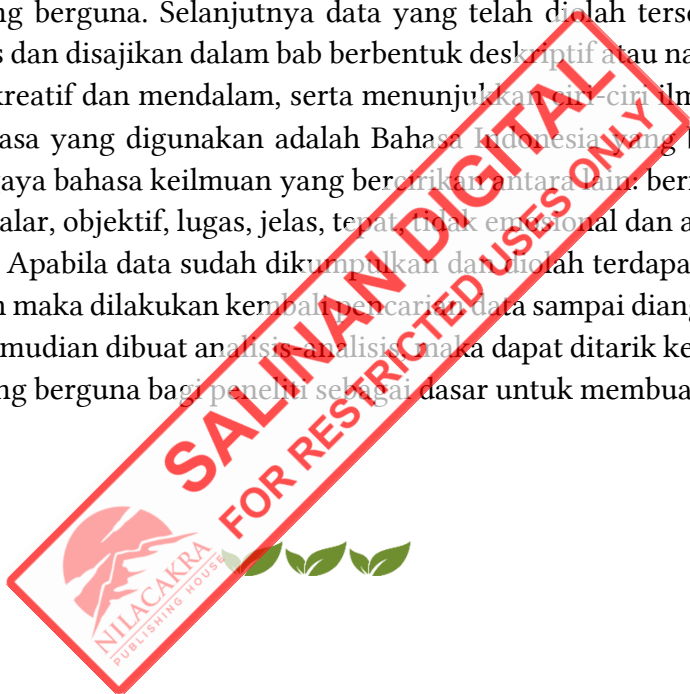 ng berguna. Selanjutnya data yang telah diolah terse
s dan disajikan dalam bab berbentuk deskriptif atau na
kreatif dan mendalam, serta menunjukkan ciri-ciri ilm
asa yang digunakan adalah Bahasa Indonesia yang b
aya bahasa keilmuan yang bercirikan antara lain: ber
alar, objektif, lugas, jelas, tepat, tidak emosional dan a
Apabila data sudah dikumpulkan dan diolah terdapa
n maka dilakukan kembali pencarian data sampai diang
mudian dibuat analisis-analisis, maka dapat ditarik ke
ng berguna bagi peneliti sebagai dasar untuk membua
SALINAN DIGITAL
FOR RESTRICTED USES ONLY
NILACAKRA
PUBLISHING HOUSE